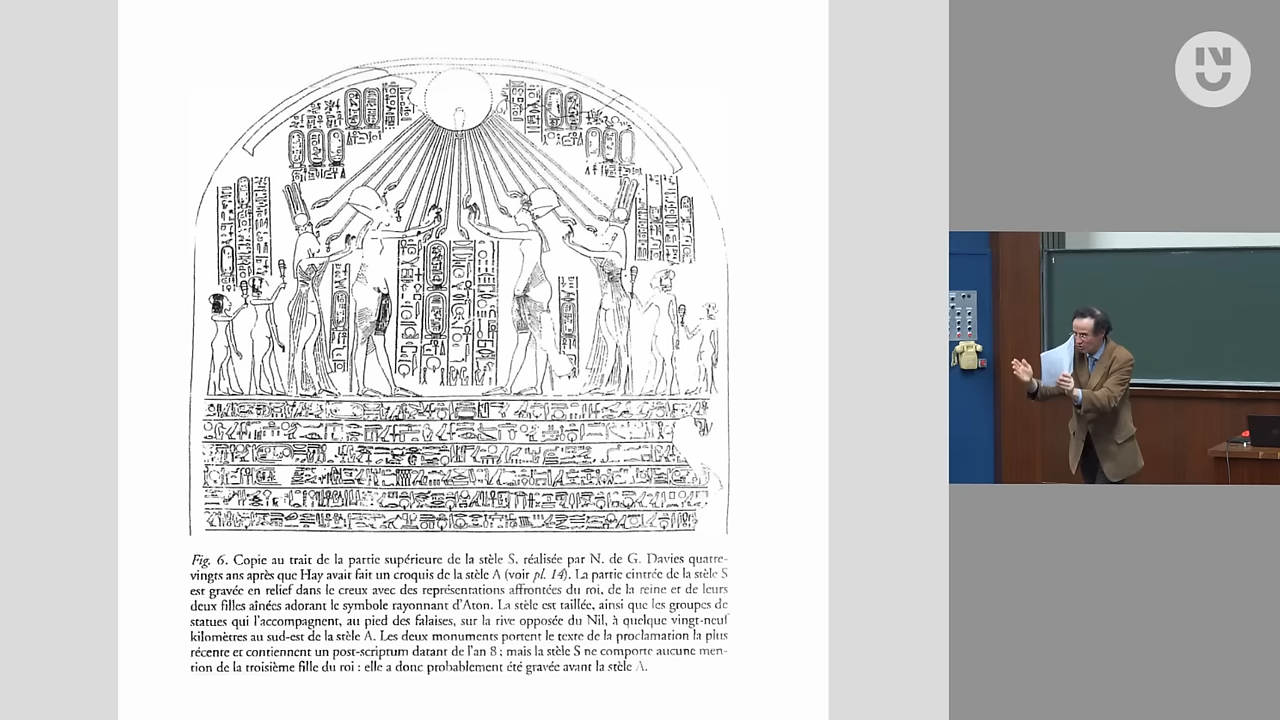 Fig. 6. Copie au trait de la partie supérieure de la stèle S, réalisée par N. de G. Davies quatre-
vingts ans après que Hay avait fait un croquis de la stèle A (voir pl. 14). La partie cintrée de la stèle S
est gravée en relief dans le creux avec des représentations affrontées du roi, de la reine et de leurs
deux filles aînées adorant le symbole rayonnant d'Aton. La stèle est taillée, ainsi que les groupes de
statues qui l'accompagnent, au pied des falaises, sur la rive opposée du Nil, à quelque vingt-neuf
kilomètres au sud-est de la stèle A. Les deux monuments portent le texte de la proclamation la plus
récente et contiennent un post-scriptum datant de l'an 8 ; mais la stèle S ne comporte aucune men-
tion de la troisième fille du roi : elle a donc probablement été gravée avant la stèle A.